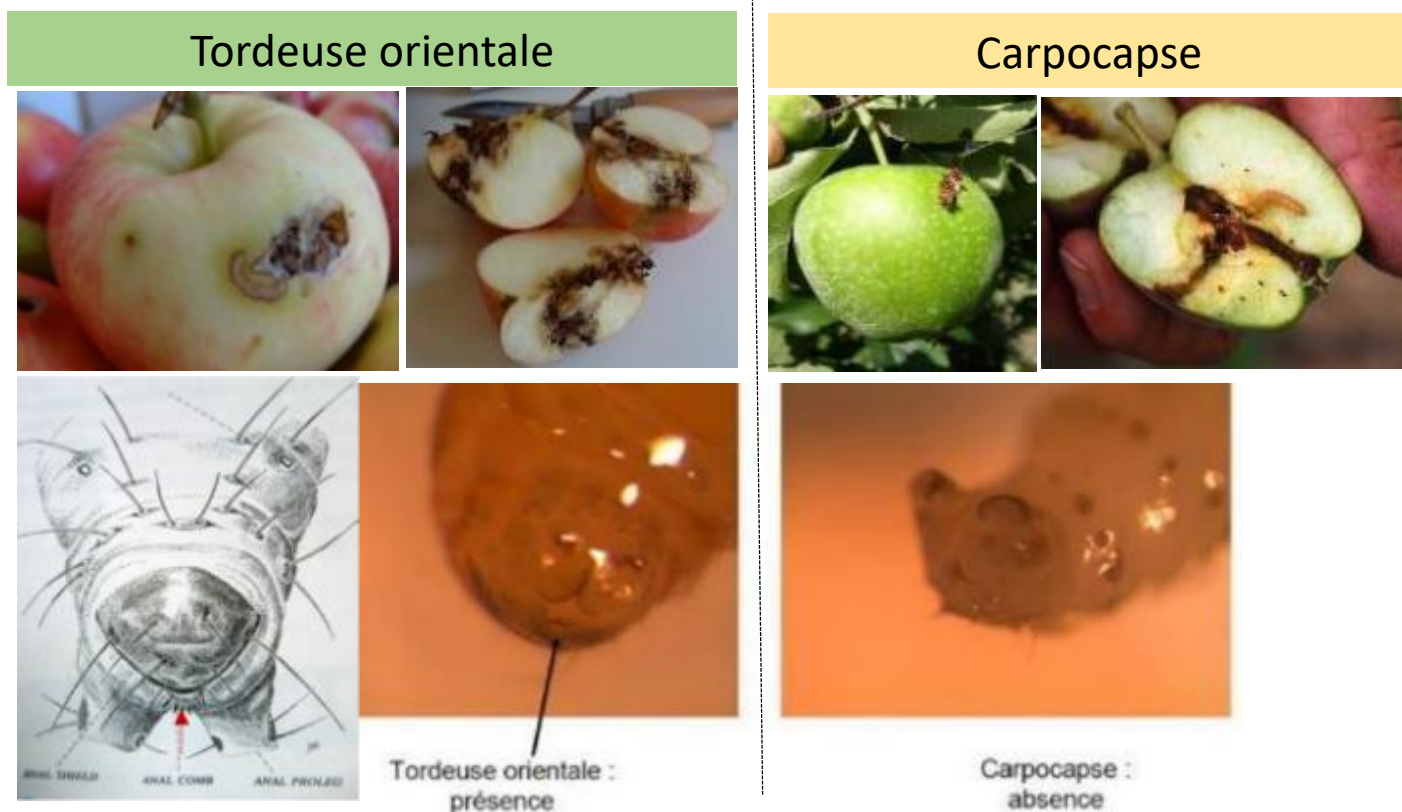 Tordeuse orientale
Carpocapse
ANAL SHIELD
ANAL COMB
ANAL PROLEG
Tordeuse orientale :
présence
Carpocapse :
absence